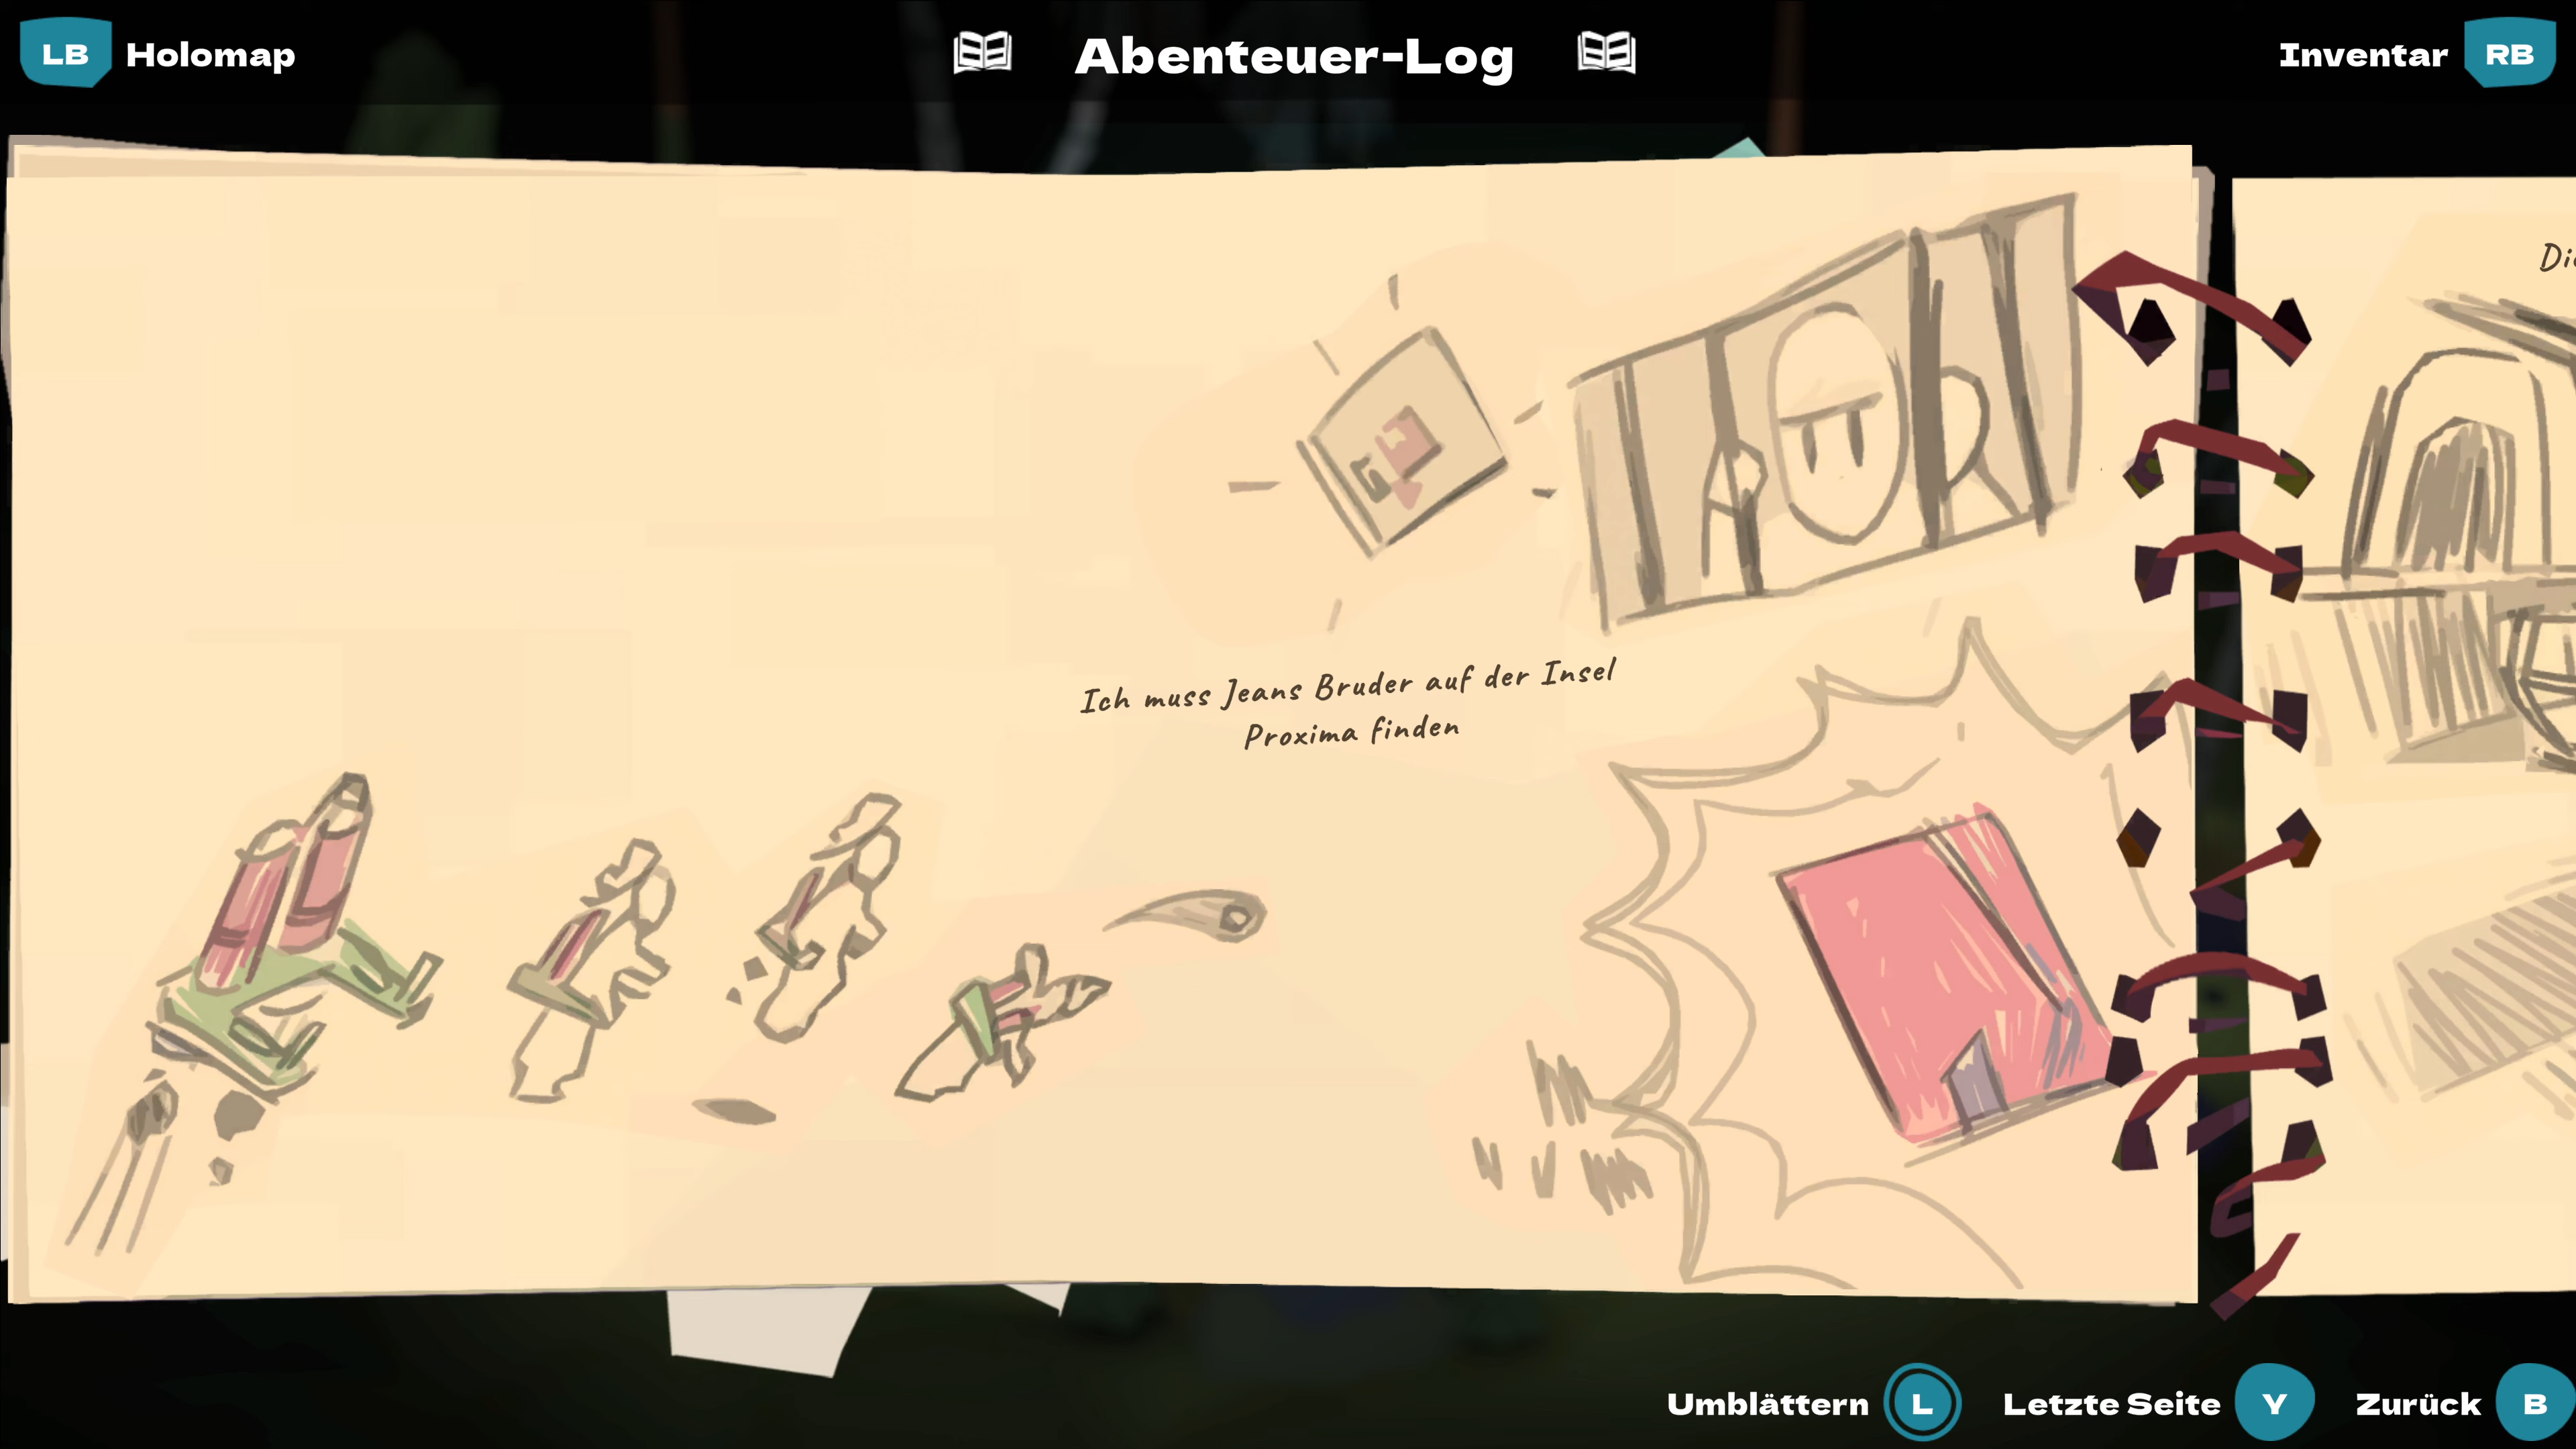 LB Holomap
Abenteuer-Log
Inventar RB
Ich muss Jeans Bruder auf der Insel
Proxima finden
Umblättern L Letzte Seite Y Zurück B